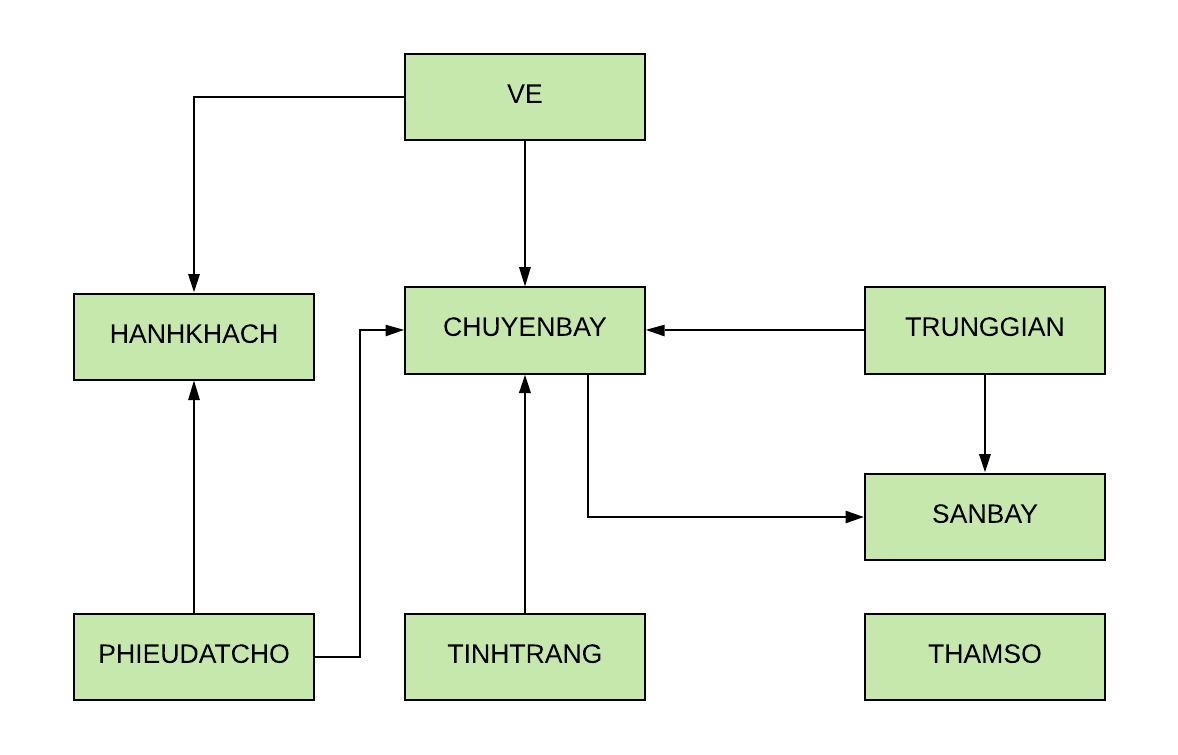 VE
HANHKHACH
CHUYENBAY
TRUNGGIAN
SANBAY
PHIEUDATCHO
TINHTRANG
THAMSO